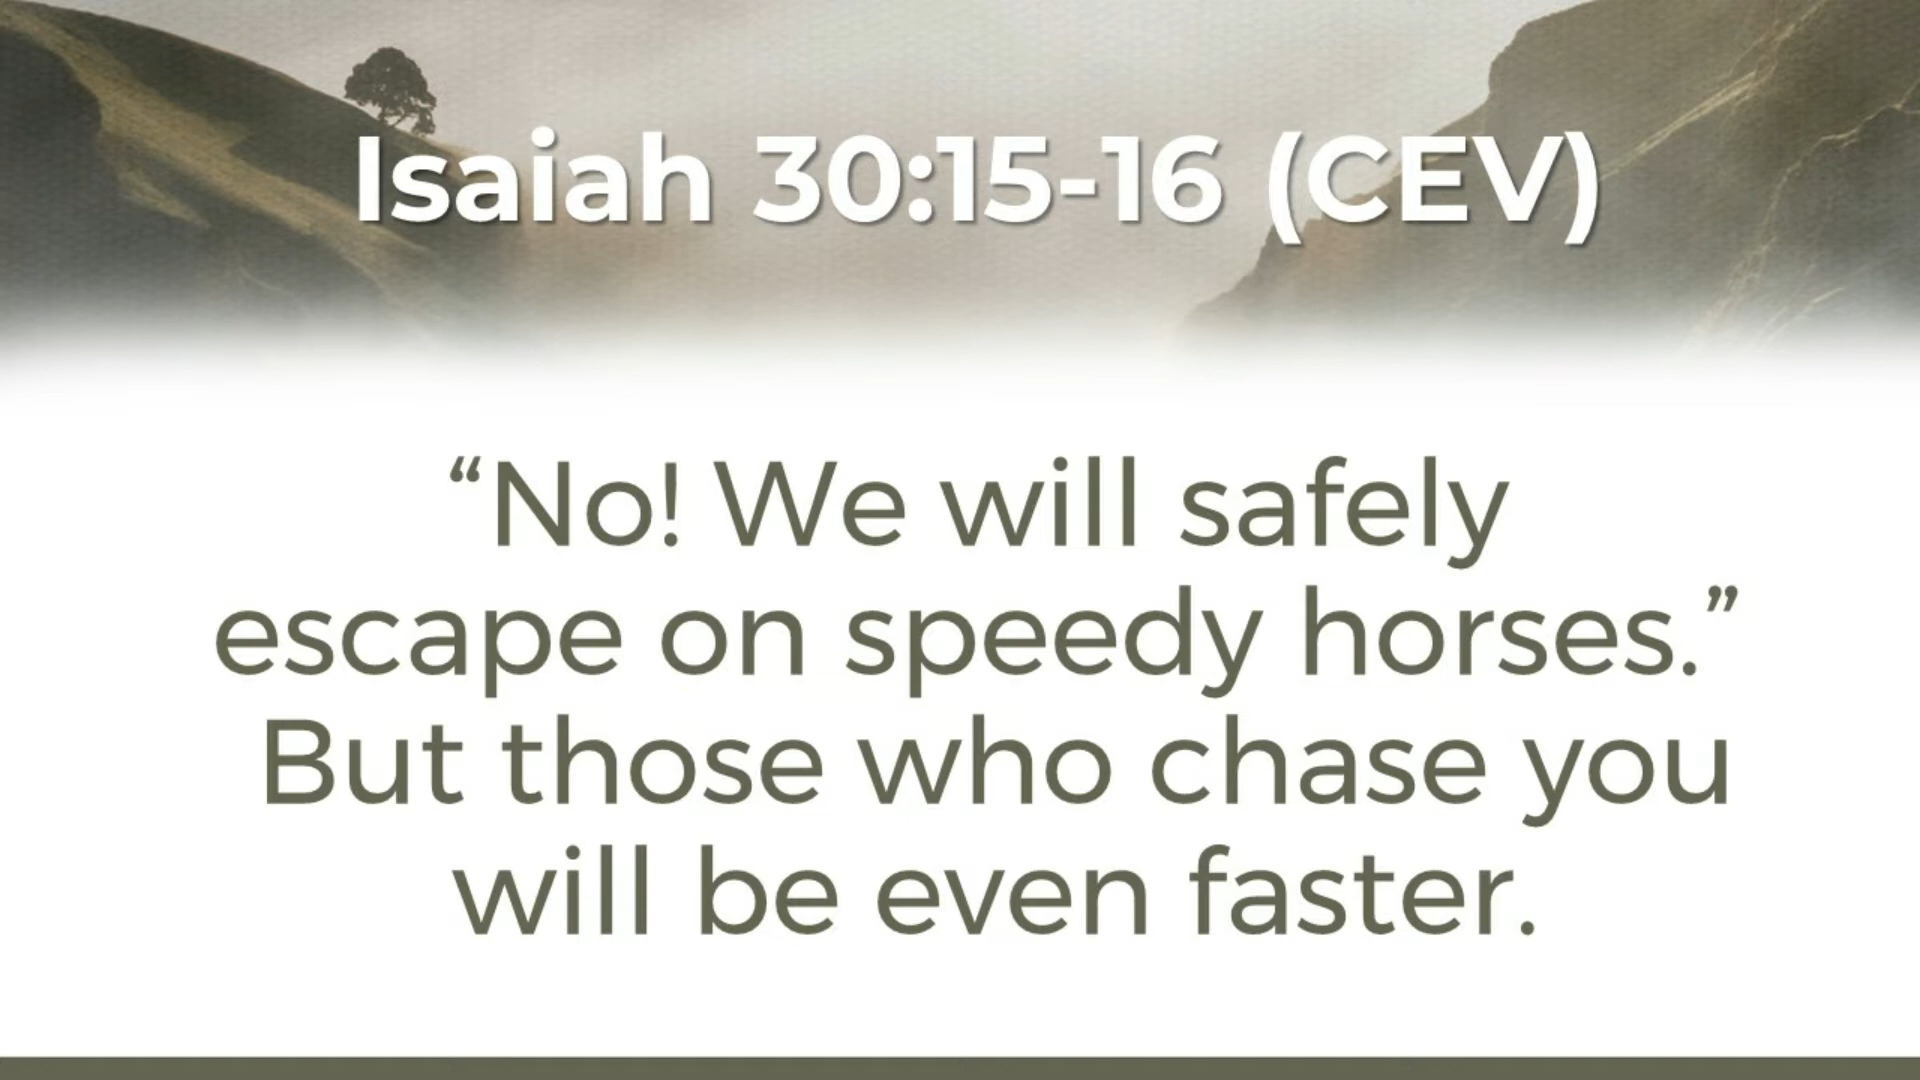 Isaiah 30:15-16 (CEV)
“No! We will safely
escape on speedy horses.”
But those who chase you
will be even faster.